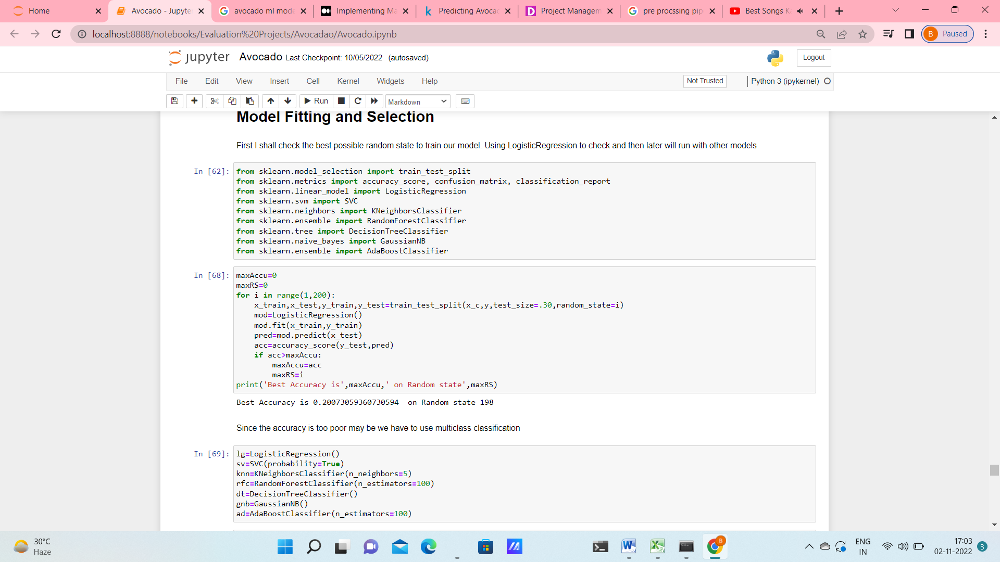 Home
Avocado - Jupyte
avocado ml mode
Implementing Ma
Predicting Avocad
Project Managem
pre procssing pip
Best Songs K
localhost:8888/notebooks/Evaluation%20Projects/Avocadao/Avocado.ipynb
B Paused
jupyter Avocado Last Checkpoint: 10/05/2022 (autosaved)
Logout
File Edit View Insert Cell Kernel Widgets Help
Not Trusted
Python 3 (ipykernel)
Run
Markdown
Model Fitting and Selection
First I shall check the best possible random state to train our model. Using LogisticRegression to check and then later will run with other models
In [62]:
from sklearn.model_selection import train_test_split
from sklearn.metrics import accuracy_score, confusion_matrix, classification_report
from sklearn.linear_model import LogisticRegression
from sklearn.svm import SVC
from sklearn.neighbors import KNeighborsClassifier
from sklearn.ensemble import RandomForestClassifier
from sklearn.tree import DecisionTreeClassifier
from sklearn.naive_bayes import GaussianNB
from sklearn.ensemble import AdaBoostClassifier
In [68]:
maxAccu=0
maxRS=0
for i in range(1,200):
    x_train,x_test,y_train,y_test=train_test_split(x_c,y,test_size=.30,random_state=i)
    mod=LogisticRegression()
    mod.fit(x_train,y_train)
    pred=mod.predict(x_test)
    acc=accuracy_score(y_test,pred)
    if acc>maxAccu:
        maxAccu=acc
        maxRS=i
print('Best Accuracy is',maxAccu,' on Random state',maxRS)
Best Accuracy is 0.20073059360730594  on Random state 198
Since the accuracy is too poor may be we have to use multiclass classification
In [69]:
lg=LogisticRegression()
sv=SVC(probability=True)
knn=KNeighborsClassifier(n_neighbors=5)
rfc=RandomForestClassifier(n_estimators=100)
dt=DecisionTreeClassifier()
gnb=GaussianNB()
ad=AdaBoostClassifier(n_estimators=100)
30°C
Haze
B
ENG
IN
17:03
02-11-2022
3